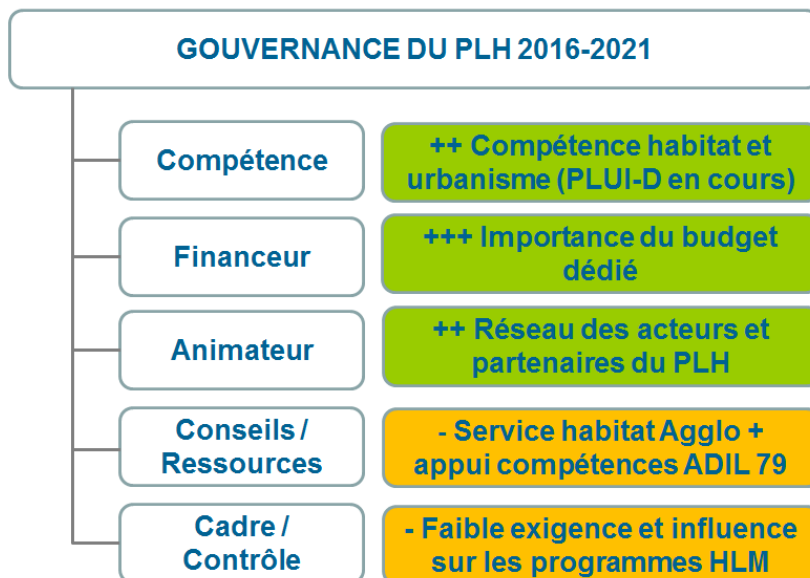 GOUVERNANCE DU PLH 2016-2021
Compétence
++ Compétence habitat et
urbanisme (PLUI-D en cours)
Financeur
+++ Importance du budget
dédié
Animateur
++ Réseau des acteurs et
partenaires du PLH
Conseils /
Ressources
- Service habitat Agglo +
appui compétences ADIL 79
Cadre /
Contrôle
- Faible exigence et influence
sur les programmes HLM